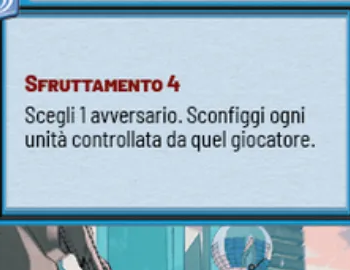 Sfruttamento 4
Scegli 1 avversario. Sconfiggi ogni
unità controllata da quel giocatore.